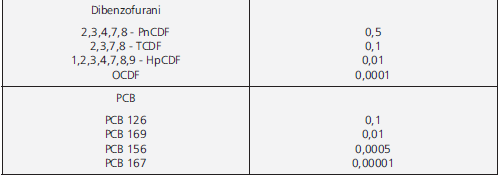 Dibenzofurani
2,3,4,7,8 - PnCDF 0,5
2,3,7,8 - TCDF 0,1
1,2,3,4,7,8,9 - HpCDF 0,01
OCDF 0,0001
PCB
PCB 126 0,1
PCB 169 0,01
PCB 156 0,0005
PCB 167 0,00001